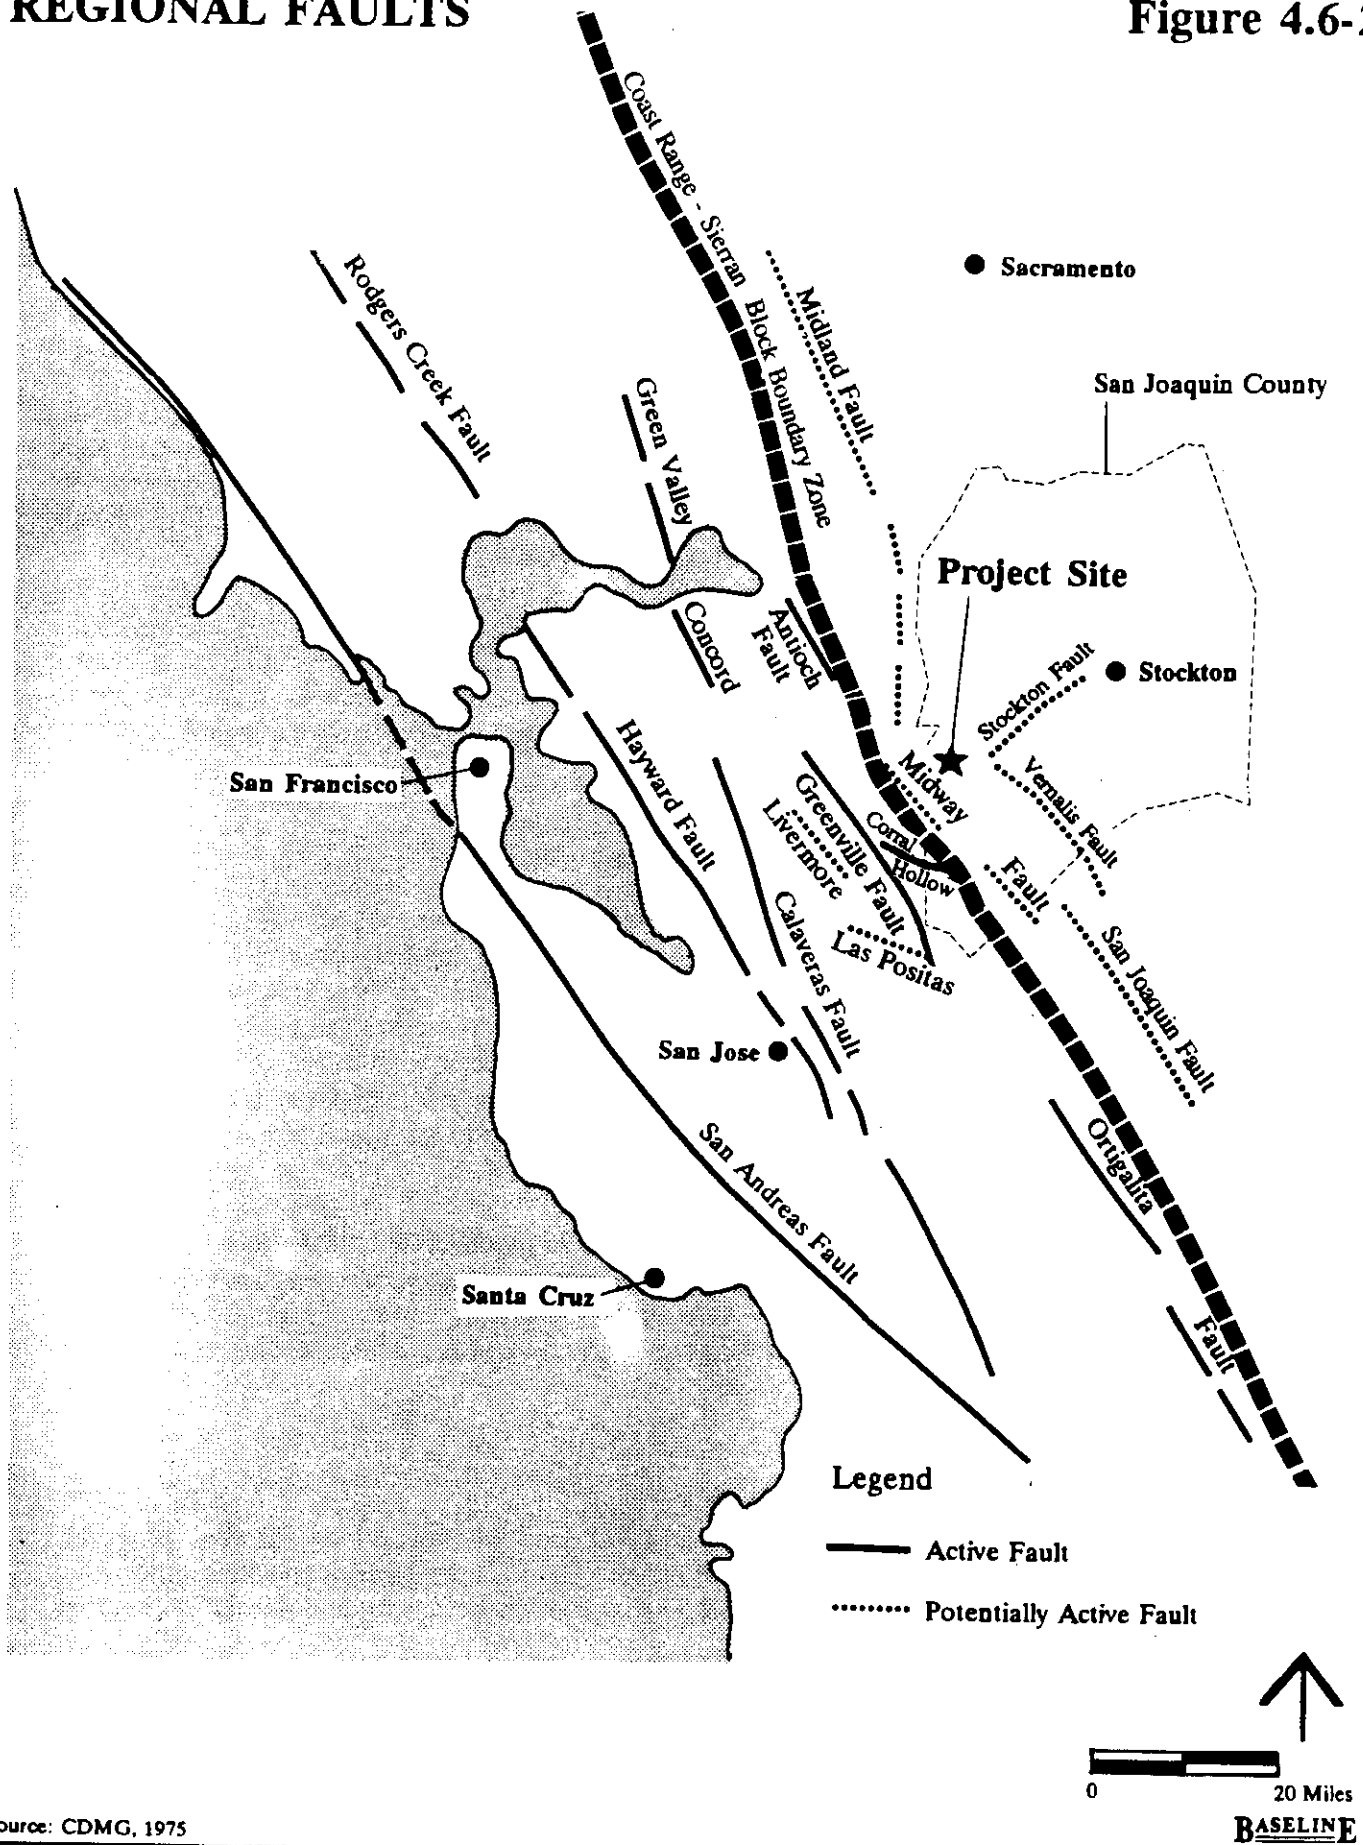 REGIONAL FAULTS
Figure 4.6-
Coast Range - Sierran Block Boundary Zone
Rodgers Creek Fault
Sacramento
Midland Fault
San Joaquin County
Green Valley
Project Site
Concord
Antioch
Fault
Stockton Fault
Stockton
San Francisco
Hayward Fault
Midway
Vernalis Fault
Greenville Fault
Livermore
Corral
Hollow
Fault
Calaveras Fault
Las Positas
San Joaquin Fault
San Jose
San Andreas Fault
Ortigalita
Santa Cruz
Fault
Legend
Active Fault
Potentially Active Fault
0 20 Miles
ource: CDMG, 1975
BASELINE